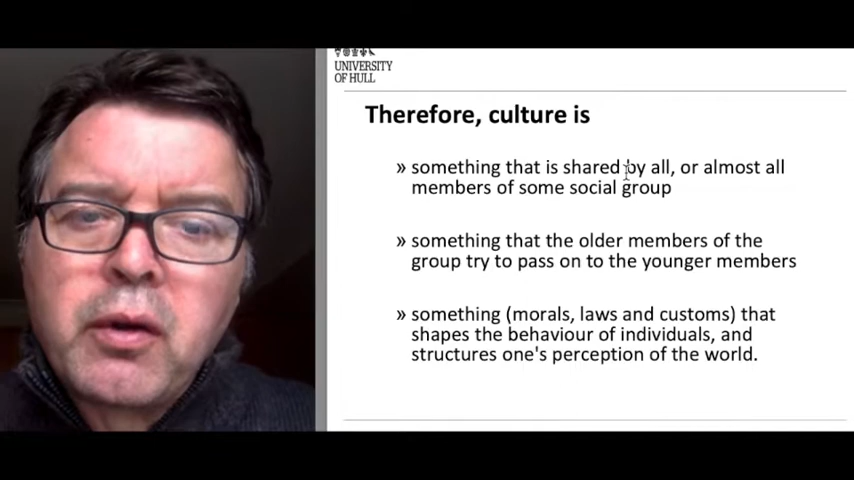 UNIVERSITY
OF HULL
Therefore, culture is
» something that is shared by all, or almost all
members of some social group
» something that the older members of the
group try to pass on to the younger members
» something (morals, laws and customs) that
shapes the behaviour of individuals, and
structures one's perception of the world.